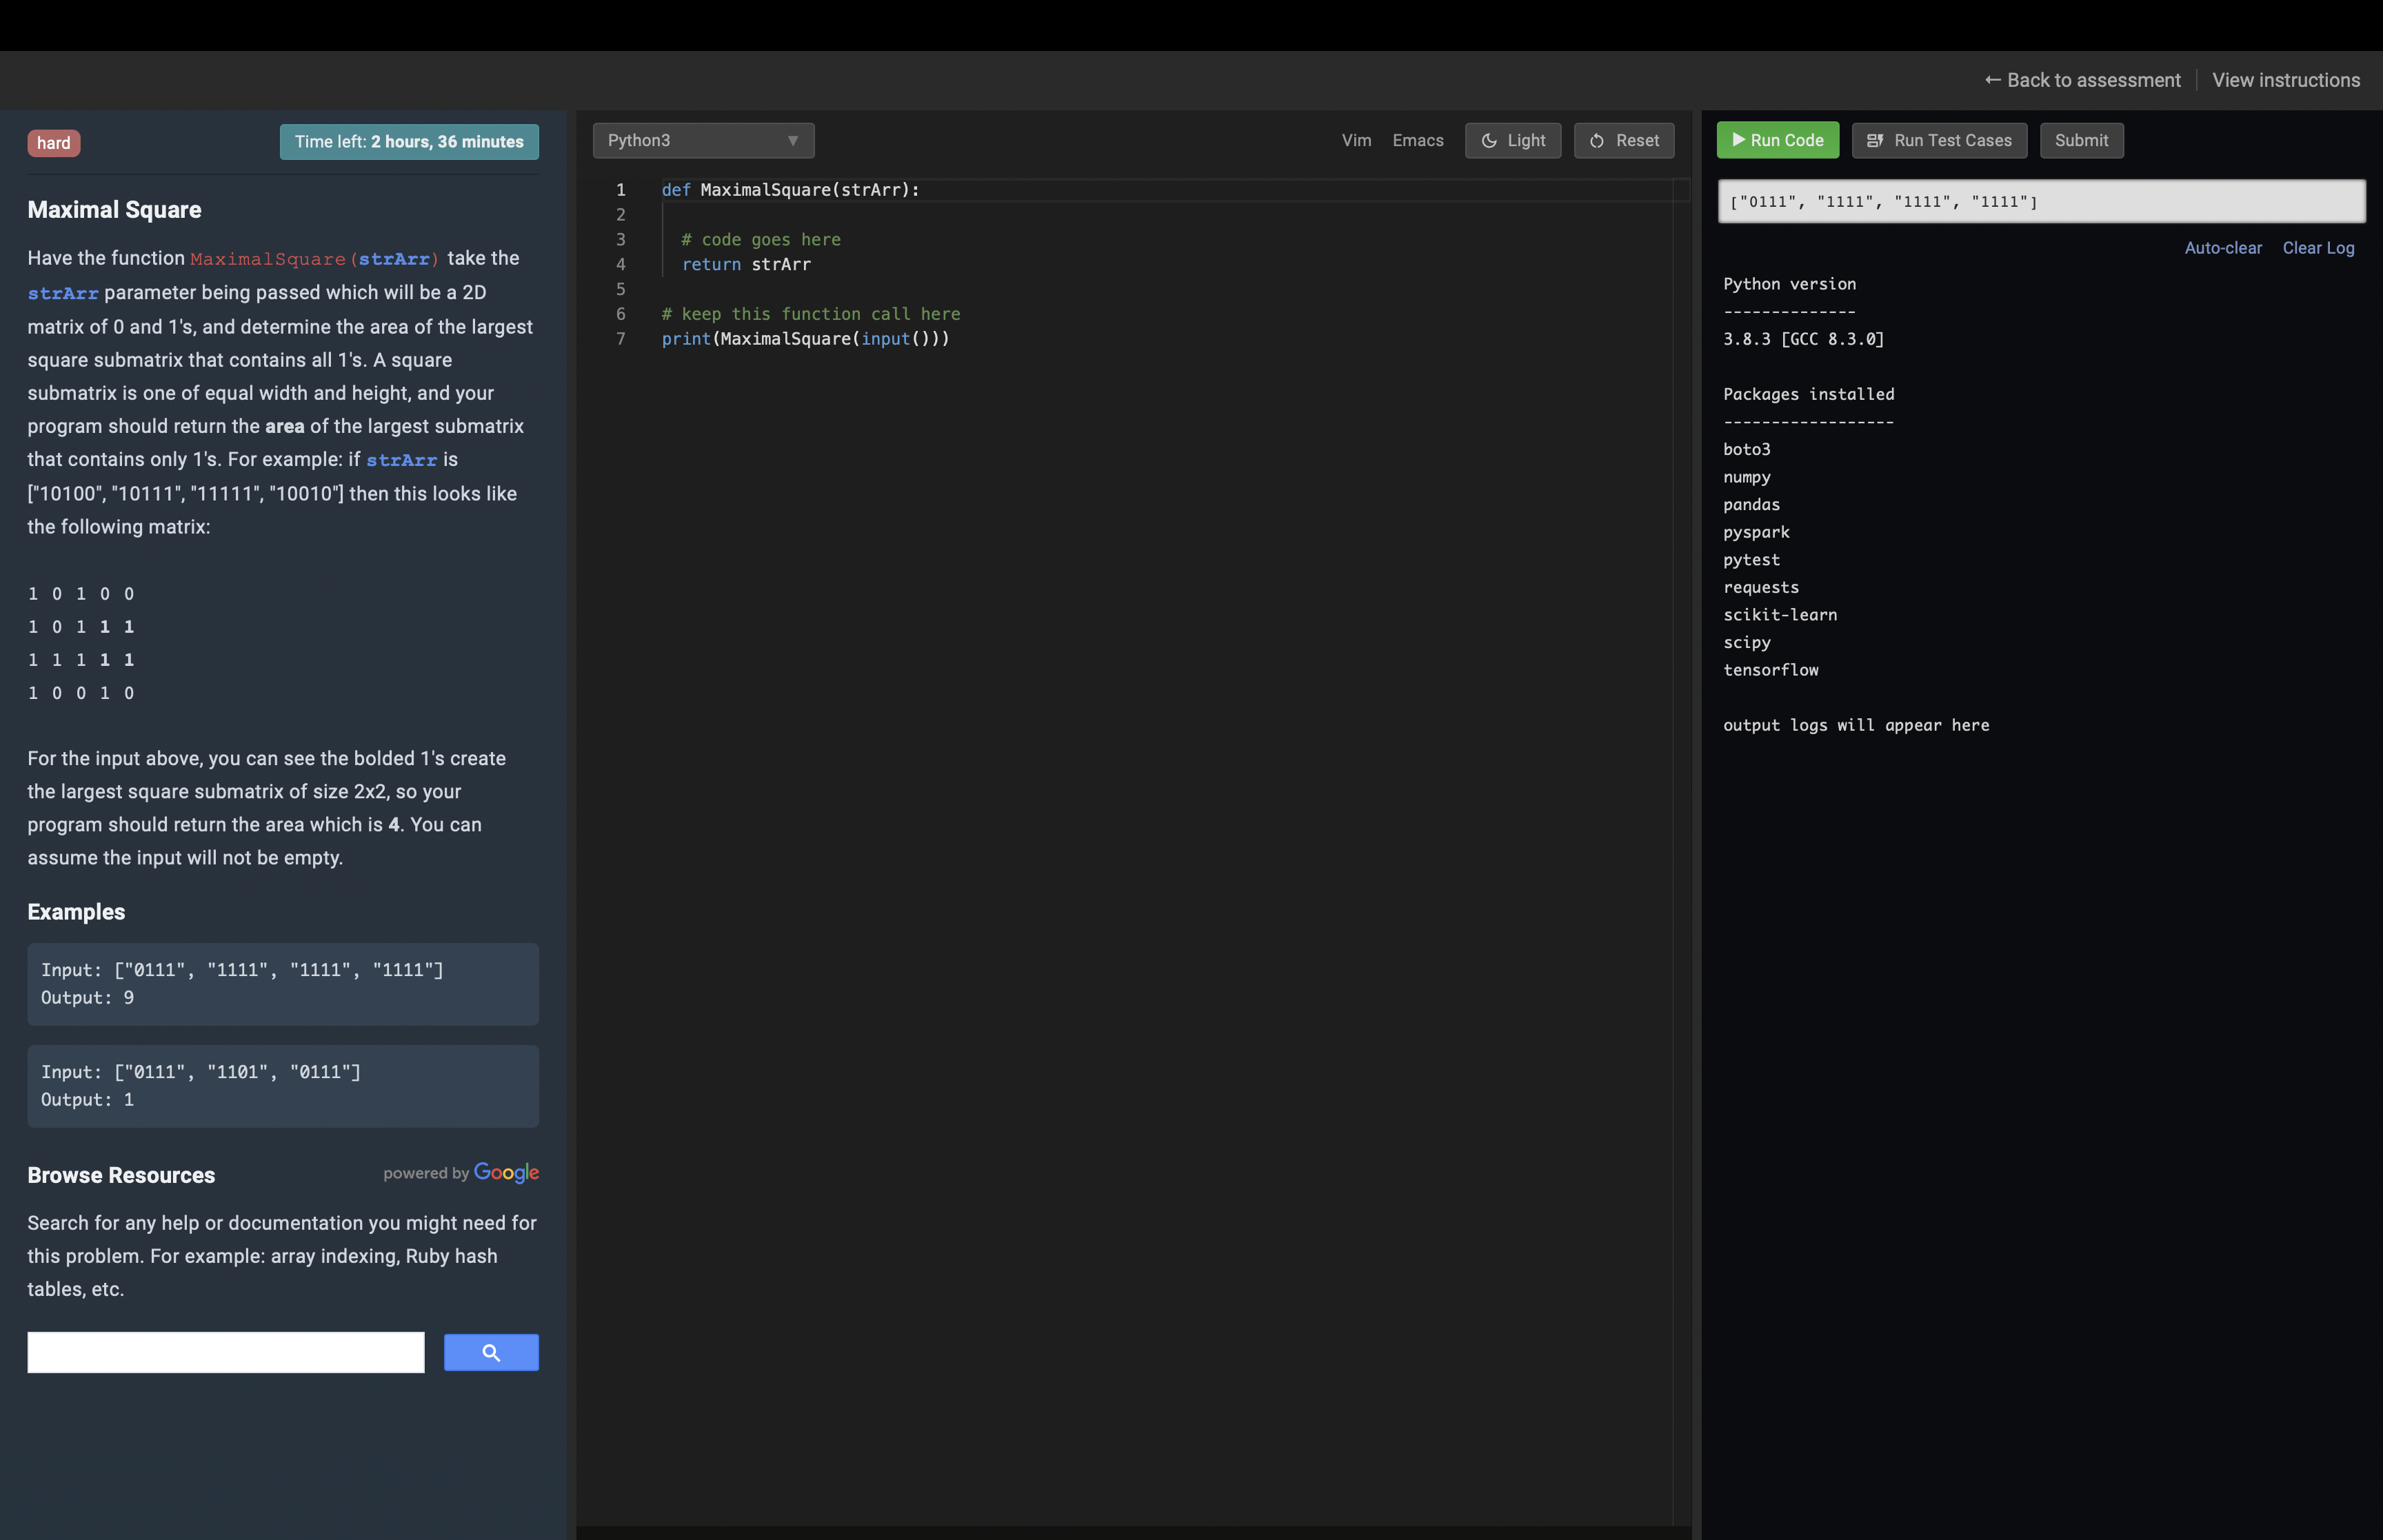 ← Back to assessment
View instructions
hard
Time left: 2 hours, 36 minutes
Maximal Square
Have the function MaximalSquare(strArr) take the
strArr parameter being passed which will be a 2D
matrix of 0 and 1's, and determine the area of the largest
square submatrix that contains all 1's. A square
submatrix is one of equal width and height, and your
program should return the area of the largest submatrix
that contains only 1's. For example: if strArr is
["10100", "10111", "11111", "10010"] then this looks like
the following matrix:
1 0 1 0 0
1 0 1 1 1
1 1 1 1 1
1 0 0 1 0
For the input above, you can see the bolded 1's create
the largest square submatrix of size 2x2, so your
program should return the area which is 4. You can
assume the input will not be empty.
Examples
Input: ["0111", "1111", "1111", "1111"]
Output: 9
Input: ["0111", "1101", "0111"]
Output: 1
Browse Resources
powered by Google
Search for any help or documentation you might need for
this problem. For example: array indexing, Ruby hash
tables, etc.
Python3
Vim
Emacs
Light
Reset
1 def MaximalSquare(strArr):
2
3 # code goes here
4 return strArr
5
6 # keep this function call here
7 print(MaximalSquare(input()))
Run Code
Run Test Cases
Submit
["0111", "1111", "1111", "1111"]
Auto-clear
Clear Log
Python version
--------------
3.8.3 [GCC 8.3.0]
Packages installed
------------------
boto3
numpy
pandas
pyspark
pytest
requests
scikit-learn
scipy
tensorflow
output logs will appear here